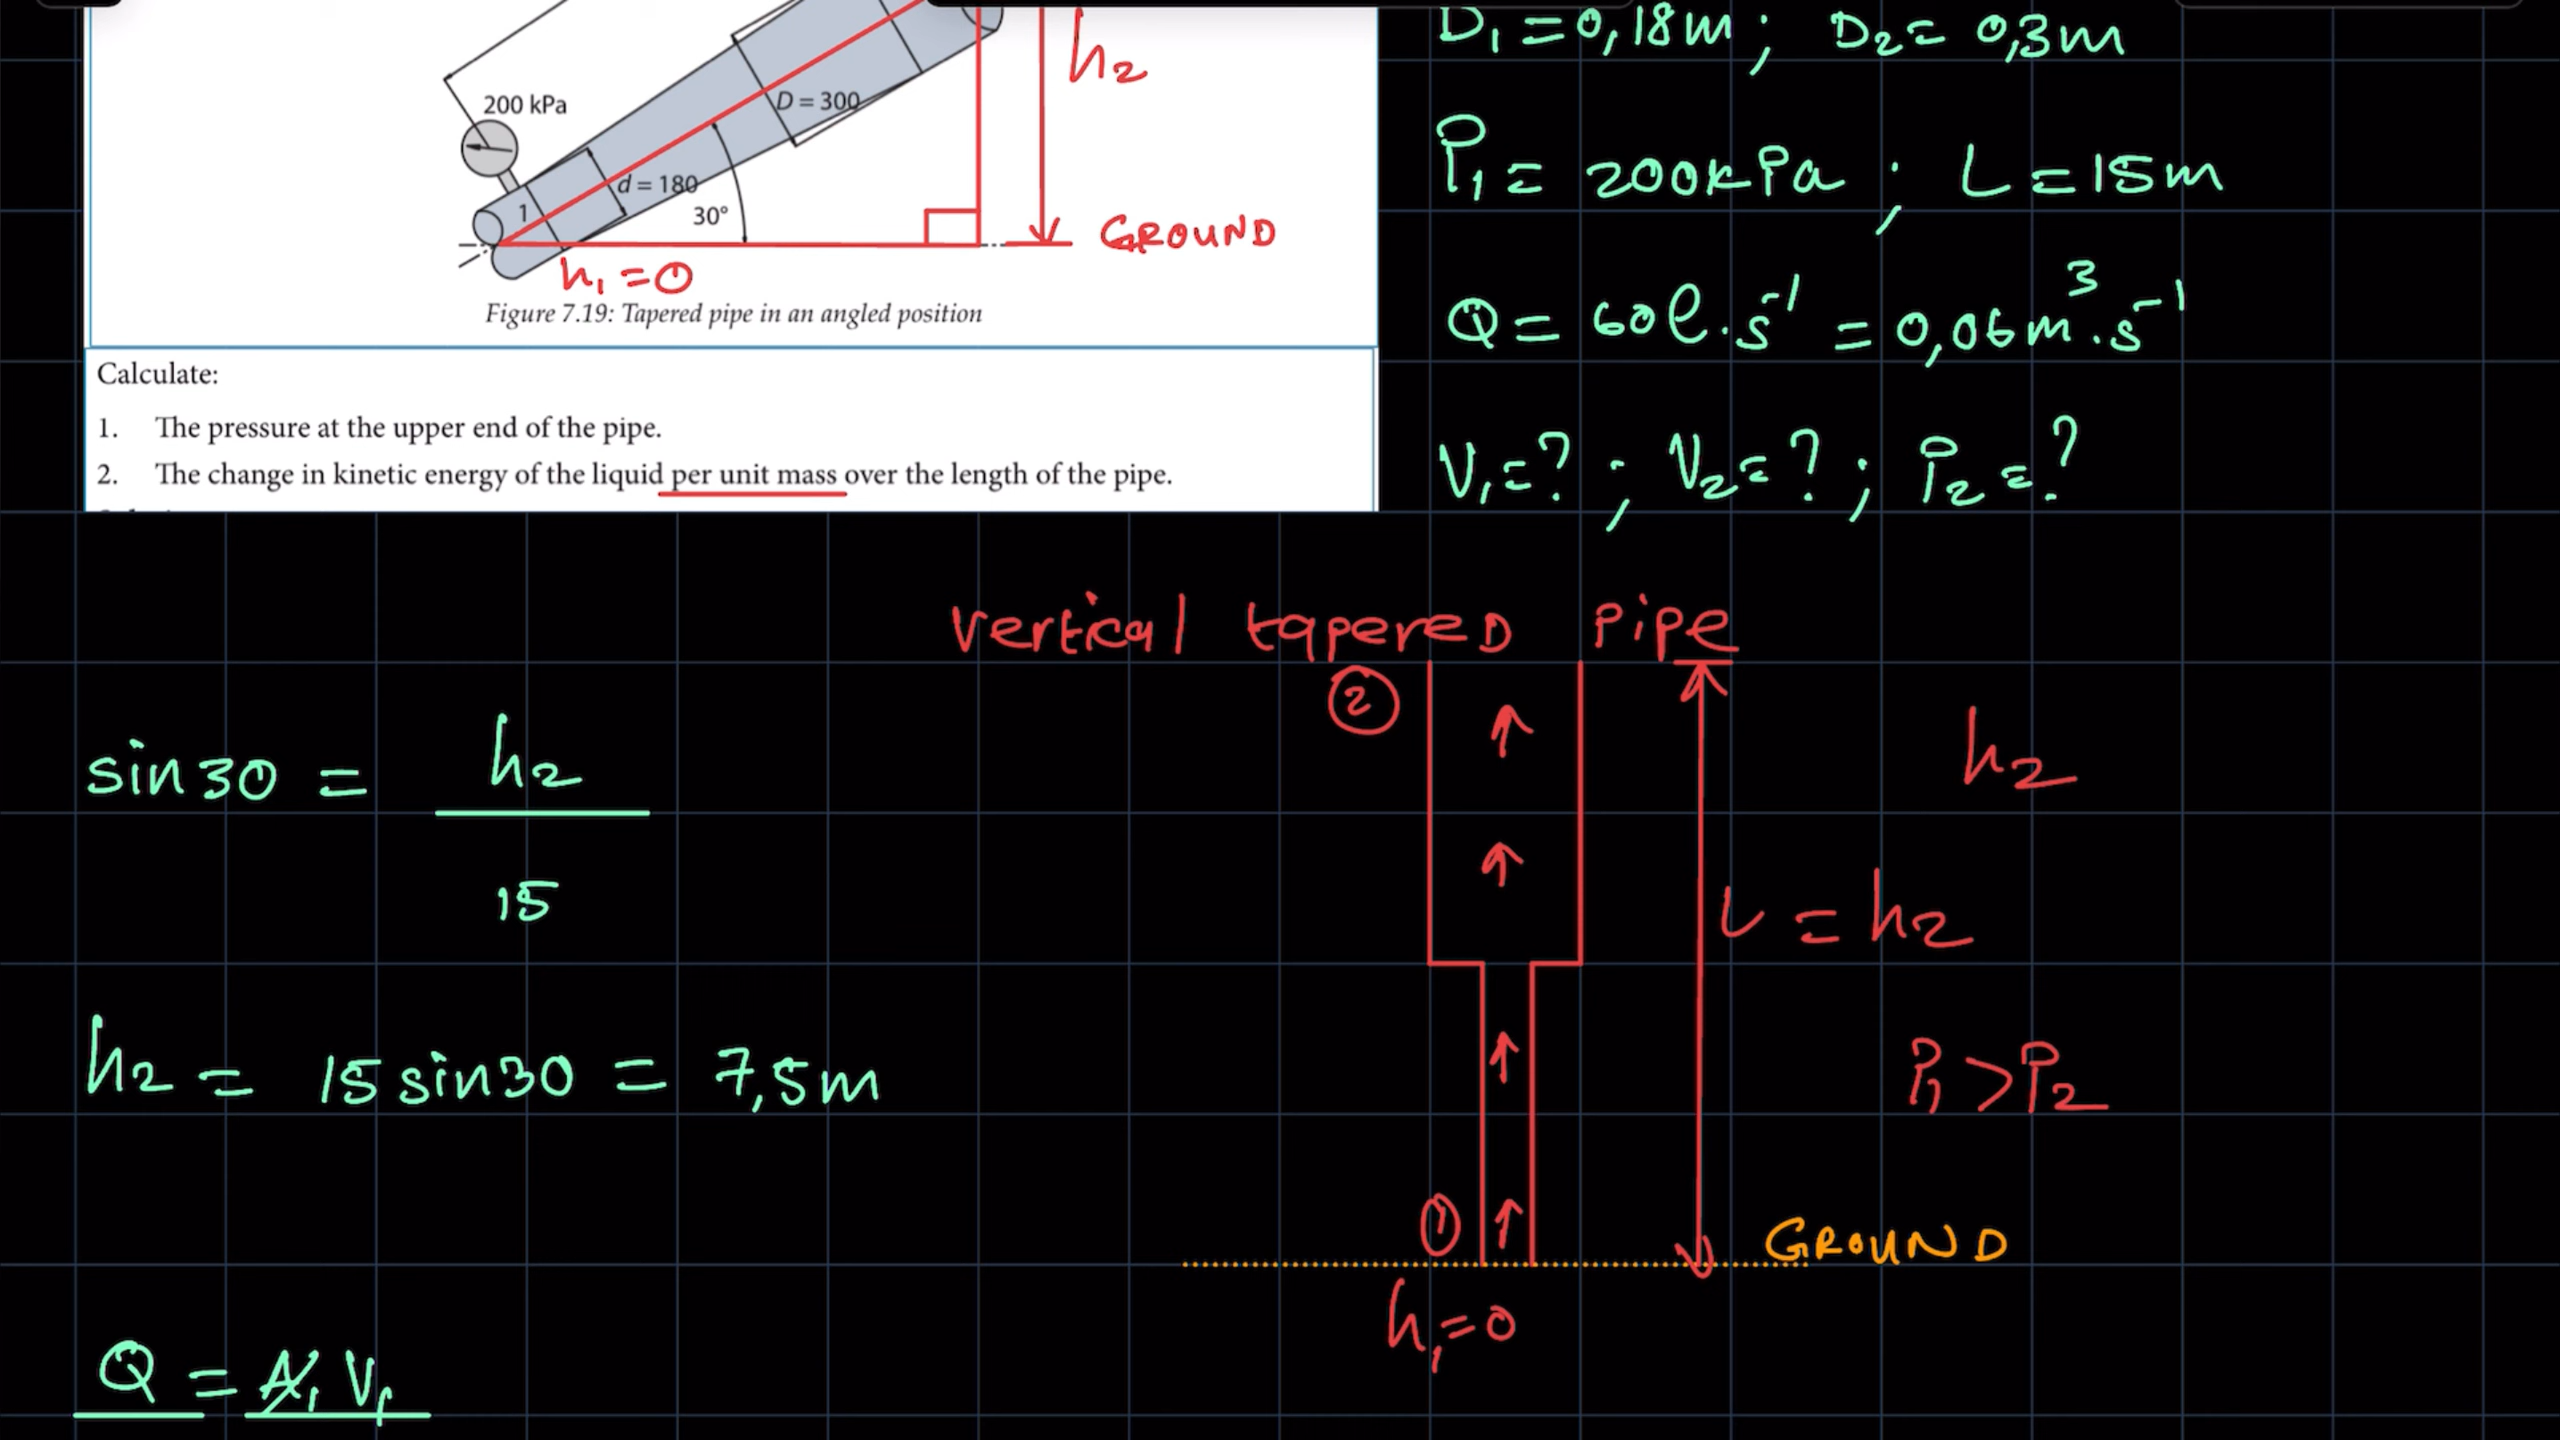 D₁ = 0,18m ; D₂ = 0,3m
h₂
200 kPa
D = 300
P₁ = 200kPa ; L = 15m
d = 180
1
30°
GROUND
h₁ = 0
Figure 7.19: Tapered pipe in an angled position
Q = 60ℓ.s⁻¹ = 0,06m³.s⁻¹
Calculate:
1. The pressure at the upper end of the pipe.
2. The change in kinetic energy of the liquid per unit mass over the length of the pipe.
V₁ = ? ; V₂ = ? ; P₂ = ?
Vertical tapereD Pipe
②
sin30 = h₂
15
h₂
L = h₂
h₂ = 15sin30 = 7,5m
P₁ > P₂
①
GROUND
h₁ = 0
Q = A₁ V₁